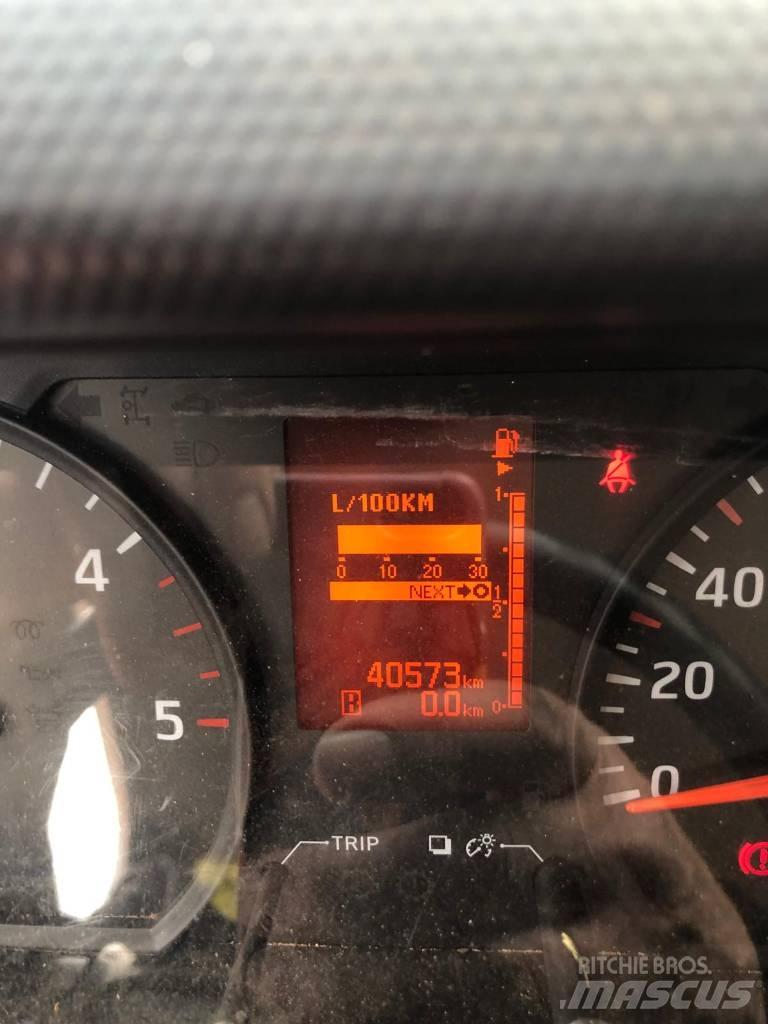 L/100KM
0 10 20 30
NEXT
1
1/2
0
40573km
B 0.0km
4
5
40
20
0
TRIP
RITCHIE BROS.
MASCUS